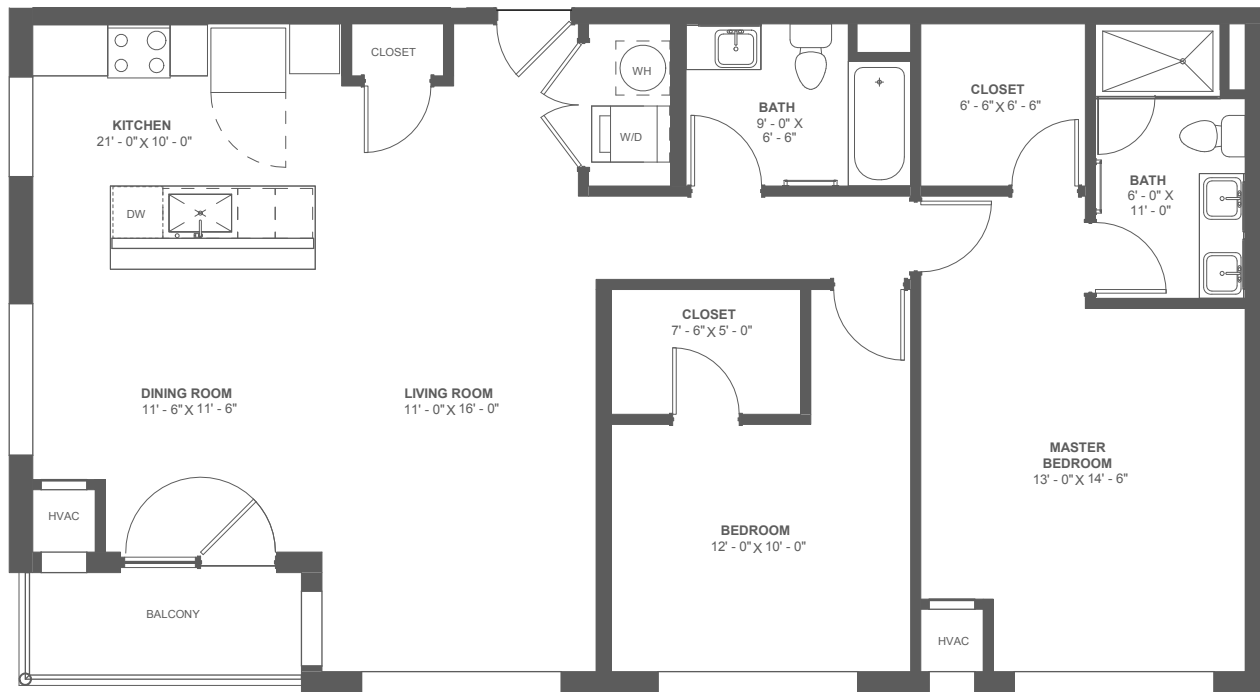 KITCHEN
21' - 0" X 10' - 0"
CLOSET
WH
W/D
BATH
9' - 0" X
6' - 6"
CLOSET
6' - 6" X 6' - 6"
BATH
6' - 0" X
11' - 0"
DW
CLOSET
7' - 6" X 5' - 0"
DINING ROOM
11' - 6" X 11' - 6"
LIVING ROOM
11' - 0" X 16' - 0"
MASTER
BEDROOM
13' - 0" X 14' - 6"
HVAC
BEDROOM
12' - 0" X 10' - 0"
BALCONY
HVAC